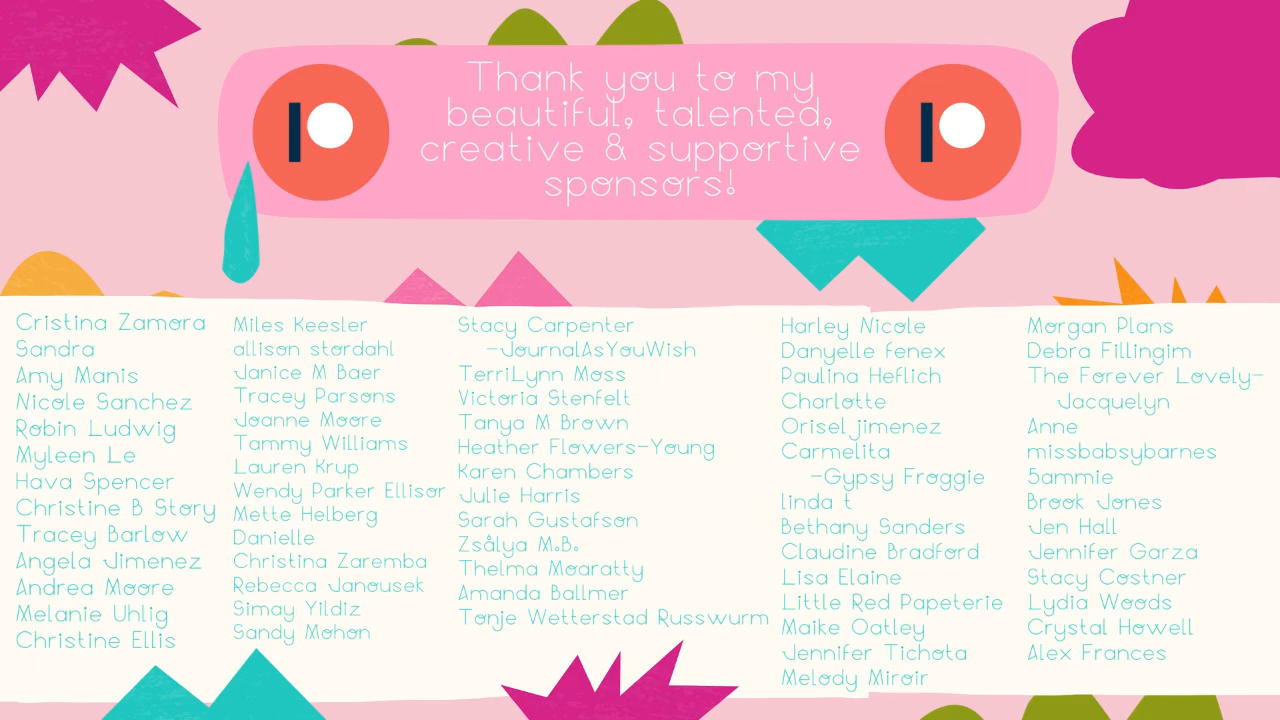 Thank you to my
beautiful, talented,
creative & supportive
sponsors!
Cristina Zamora
Sandra
Amy Manis
Nicole Sanchez
Robin Ludwig
Myleen Le
Hava Spencer
Christine B Story
Tracey Barlow
Angela Jimenez
Andrea Moore
Melanie Uhlig
Christine Ellis
Miles Keesler
allison stordahl
Janice M Baer
Tracey Parsons
Joanne Moore
Tammy Williams
Lauren Krup
Wendy Parker Ellisor
Mette Helberg
Danielle
Christina Zaremba
Rebecca Janousek
Simay Yildiz
Sandy Mohon
Stacy Carpenter
-JournalAsYouWish
TerriLynn Moss
Victoria Stenfelt
Tanya M Brown
Heather Flowers-Young
Karen Chambers
Julie Harris
Sarah Gustafson
Zsålya M.B.
Thelma Moaratty
Amanda Ballmer
Tonje Wetterstad Russwurm
Harley Nicole
Danyelle fenex
Paulina Heflich
Charlotte
Orisel jimenez
Carmelita
-Gypsy Froggie
linda t
Bethany Sanders
Claudine Bradford
Lisa Elaine
Little Red Papeterie
Maike Oatley
Jennifer Tichota
Melody Miroir
Morgan Plans
Debra Fillingim
The Forever Lovely-
Jacquelyn
Anne
missbabsybarnes
5ammie
Brook Jones
Jen Hall
Jennifer Garza
Stacy Costner
Lydia Woods
Crystal Howell
Alex Frances